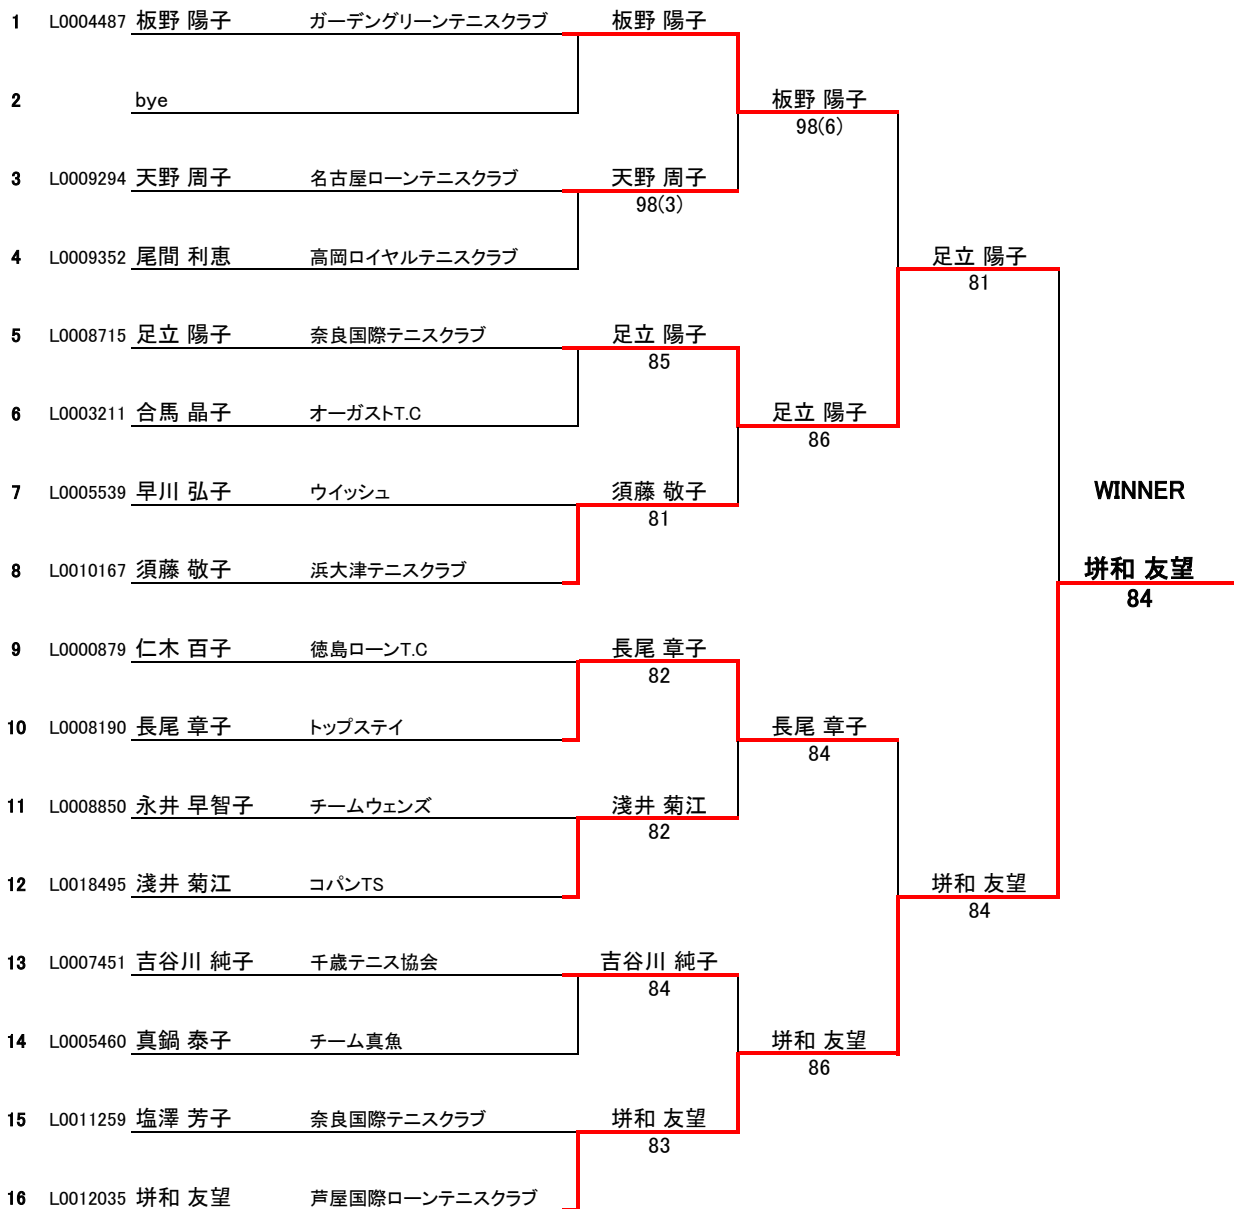 1 L0004487 板野 陽子 ガーデングリーンテニスクラブ 板野 陽子
2 bye 板野 陽子
98(6)
3 L0009294 天野 周子 名古屋ローンテニスクラブ 天野 周子
98(3)
4 L0009352 尾間 利恵 高岡ロイヤルテニスクラブ 足立 陽子
81
5 L0008715 足立 陽子 奈良国際テニスクラブ 足立 陽子
85
6 L0003211 合馬 晶子 オーガストT.C 足立 陽子
86
7 L0005539 早川 弘子 ウイッシュ 須藤 敬子 WINNER
81
8 L0010167 須藤 敬子 浜大津テニスクラブ 垪和 友望
84
9 L0000879 仁木 百子 徳島ローンT.C 長尾 章子
82
10 L0008190 長尾 章子 トップステイ 長尾 章子
84
11 L0008850 永井 早智子 チームウェンズ 淺井 菊江
82
12 L0018495 淺井 菊江 コパンTS 垪和 友望
84
13 L0007451 吉谷川 純子 千歳テニス協会 吉谷川 純子
84
14 L0005460 真鍋 泰子 チーム真魚 垪和 友望
86
15 L0011259 塩澤 芳子 奈良国際テニスクラブ 垪和 友望
83
16 L0012035 垪和 友望 芦屋国際ローンテニスクラブ